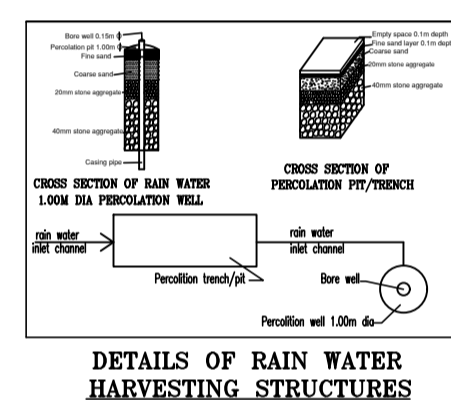 Bore well 0.15m ϕ
Percolation pit 1.00m ϕ
Fine sand
Coarse sand
20mm stone aggregate
40mm stone aggregate
Casing pipe
CROSS SECTION OF RAIN WATER
1.00M DIA PERCOLATION WELL
Empty space 0.1m depth
Fine sand layer 0.1m dept
Coarse sand
20mm stone aggregate
40mm stone aggregate
CROSS SECTION OF
PERCOLATION PIT/TRENCH
rain water
inlet channel
Percolition trench/pit
rain water
inlet channel
Bore well
Percolition well 1.00m dia
DETAILS OF RAIN WATER
HARVESTING STRUCTURES